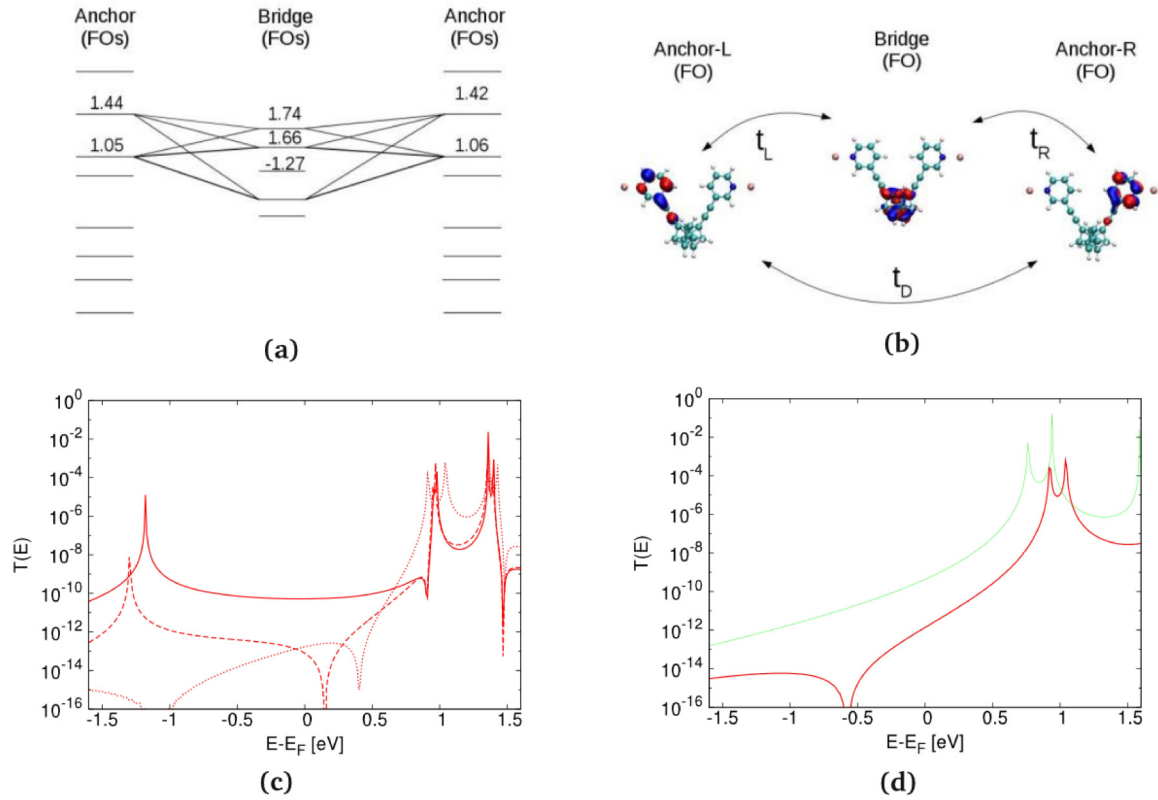 Anchor
(FOs)
Bridge
(FOs)
Anchor
(FOs)
1.44
1.74
1.42
1.05
1.66
1.06
-1.27
(a)
Anchor-L
(FO)
Bridge
(FO)
Anchor-R
(FO)
t_L
t_R
t_D
(b)
T(E)
10^0
10^-2
10^-4
10^-6
10^-8
10^-10
10^-12
10^-14
10^-16
-1.5 -1 -0.5 0 0.5 1 1.5
E-E_F [eV]
(c)
T(E)
10^0
10^-2
10^-4
10^-6
10^-8
10^-10
10^-12
10^-14
10^-16
-1.5 -1 -0.5 0 0.5 1 1.5
E-E_F [eV]
(d)